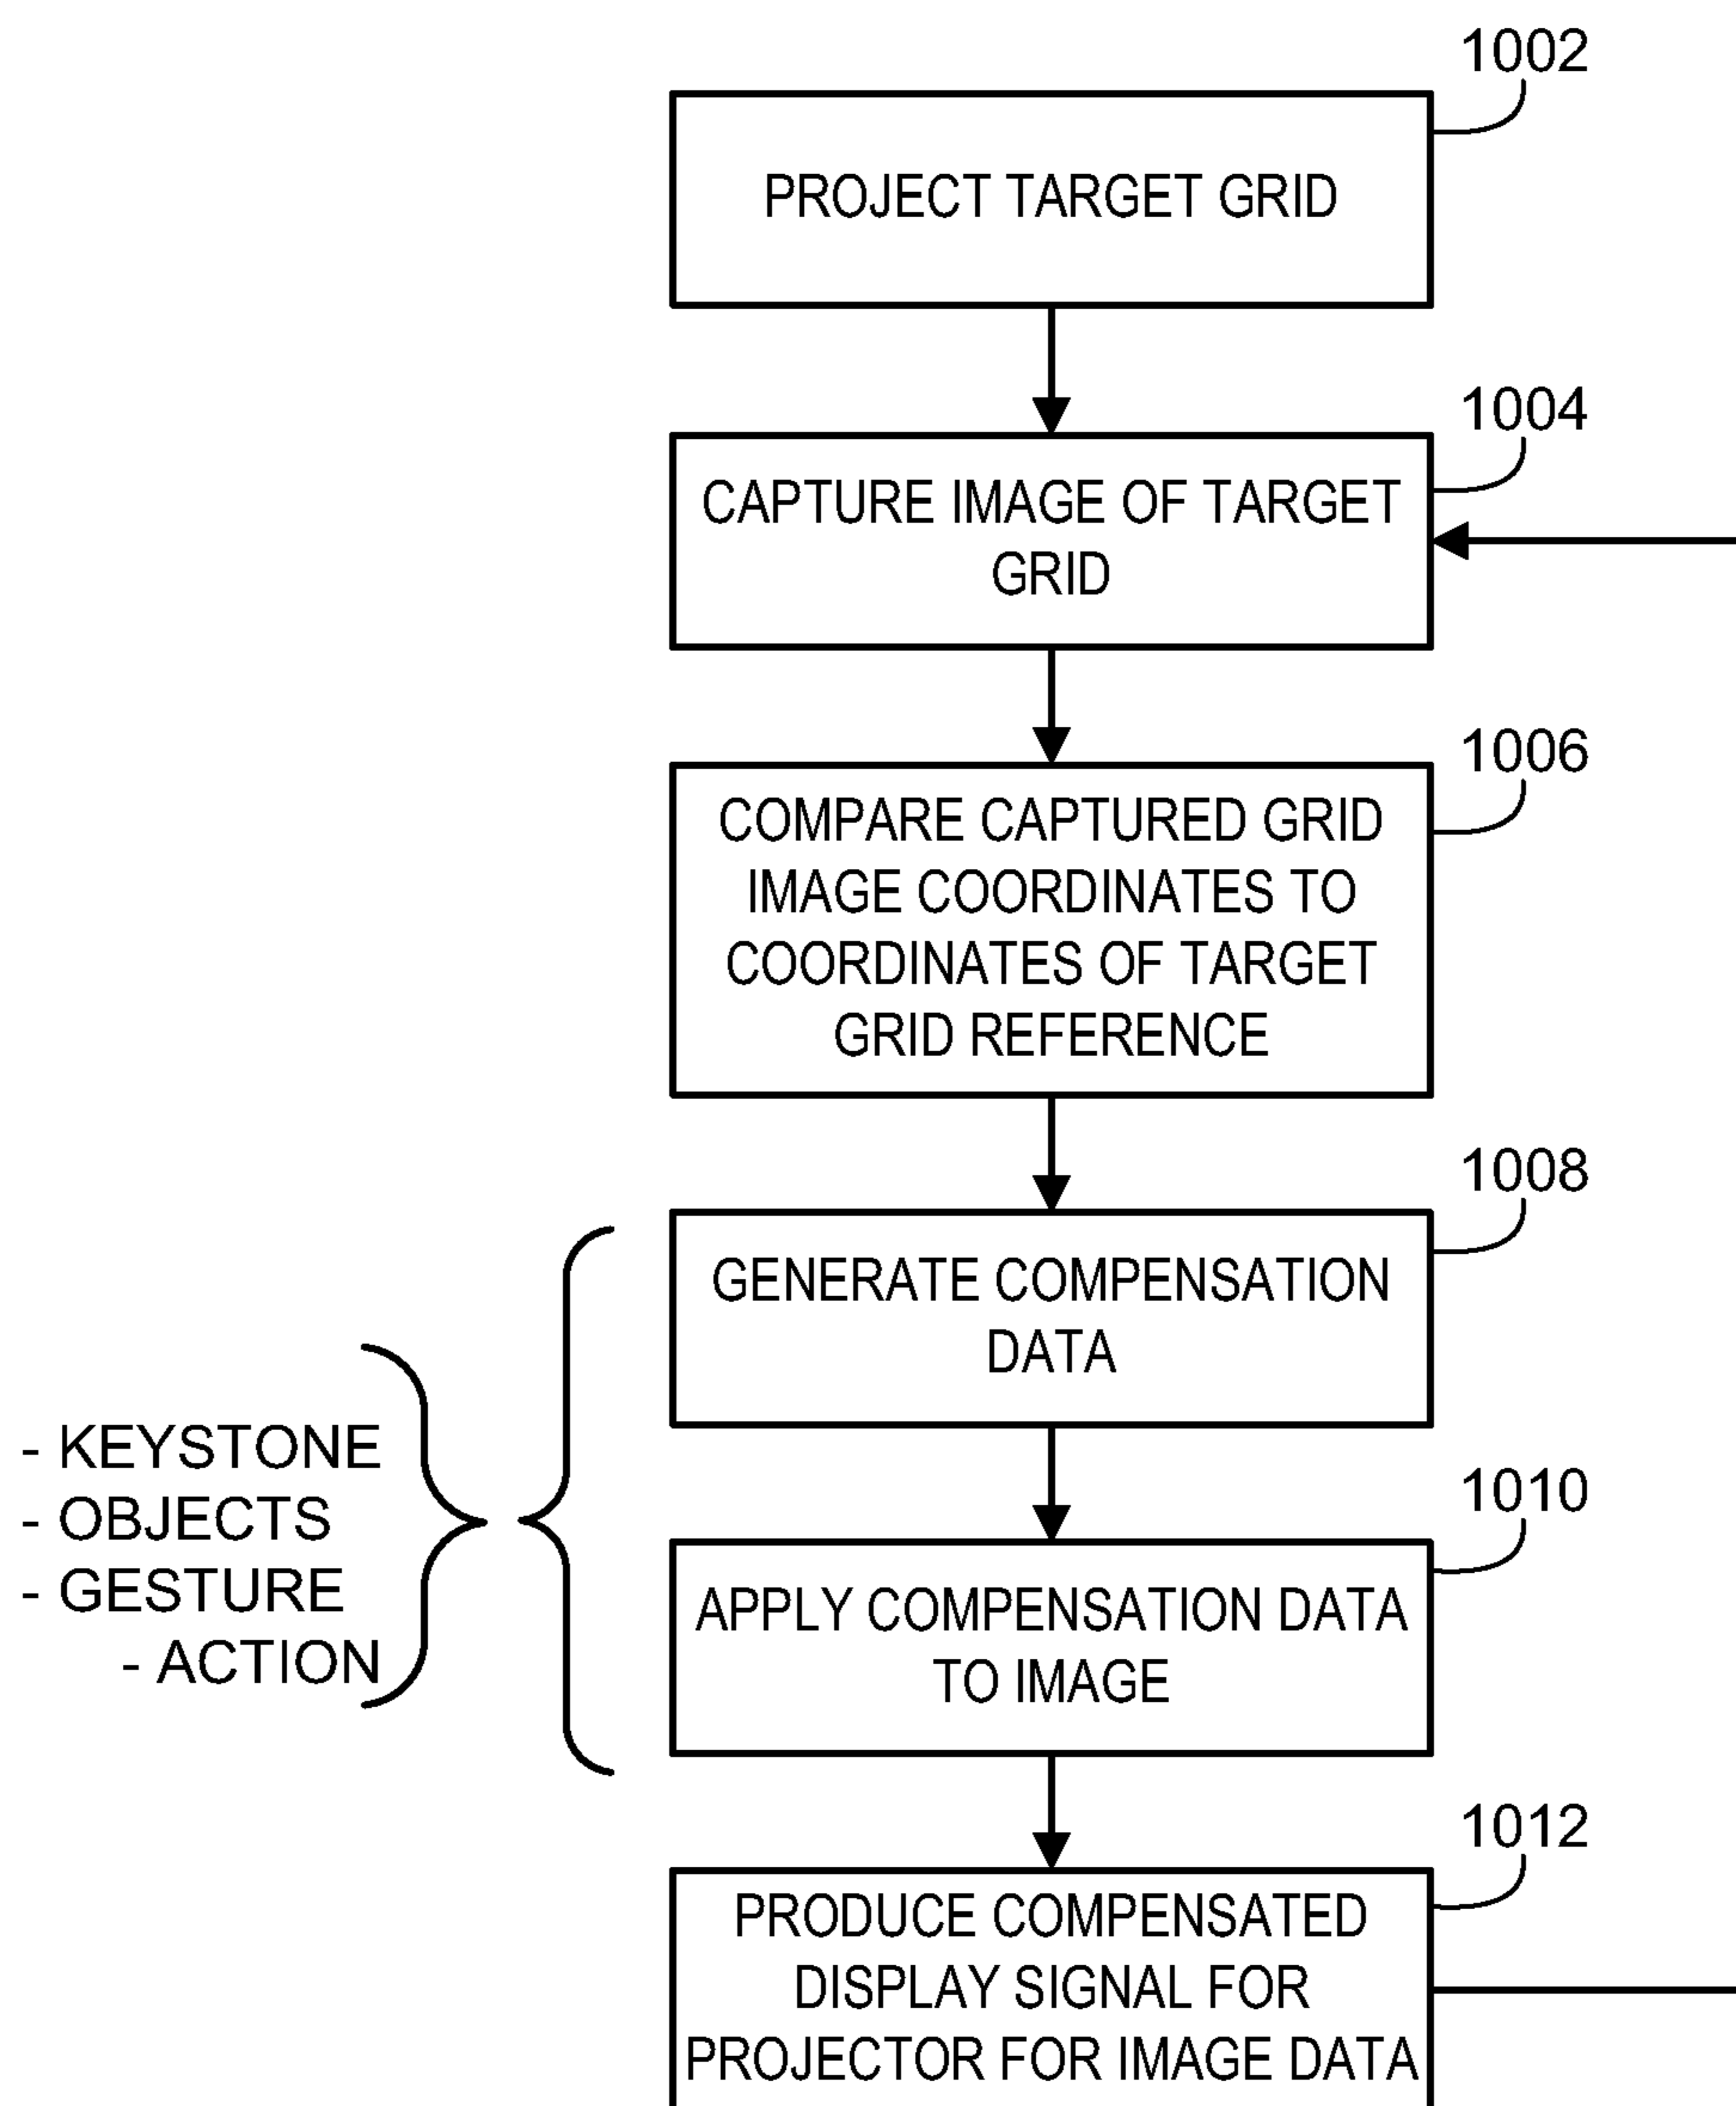 1002
PROJECT TARGET GRID
1004
CAPTURE IMAGE OF TARGET
GRID
1006
COMPARE CAPTURED GRID
IMAGE COORDINATES TO
COORDINATES OF TARGET
GRID REFERENCE
1008
GENERATE COMPENSATION
DATA
- KEYSTONE
- OBJECTS
- GESTURE
- ACTION
1010
APPLY COMPENSATION DATA
TO IMAGE
1012
PRODUCE COMPENSATED
DISPLAY SIGNAL FOR
PROJECTOR FOR IMAGE DATA